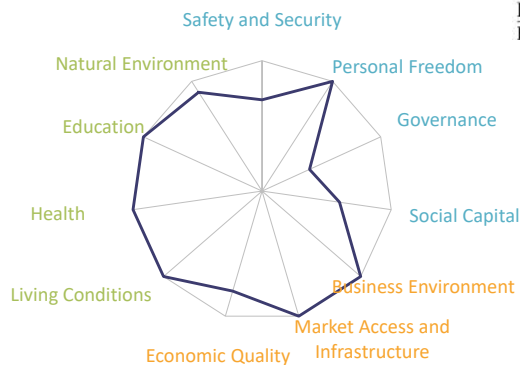 Safety and Security
Natural Environment
Personal Freedom
Governance
Education
Health
Social Capital
Business Environment
Living Conditions
Market Access and
Infrastructure
Economic Quality